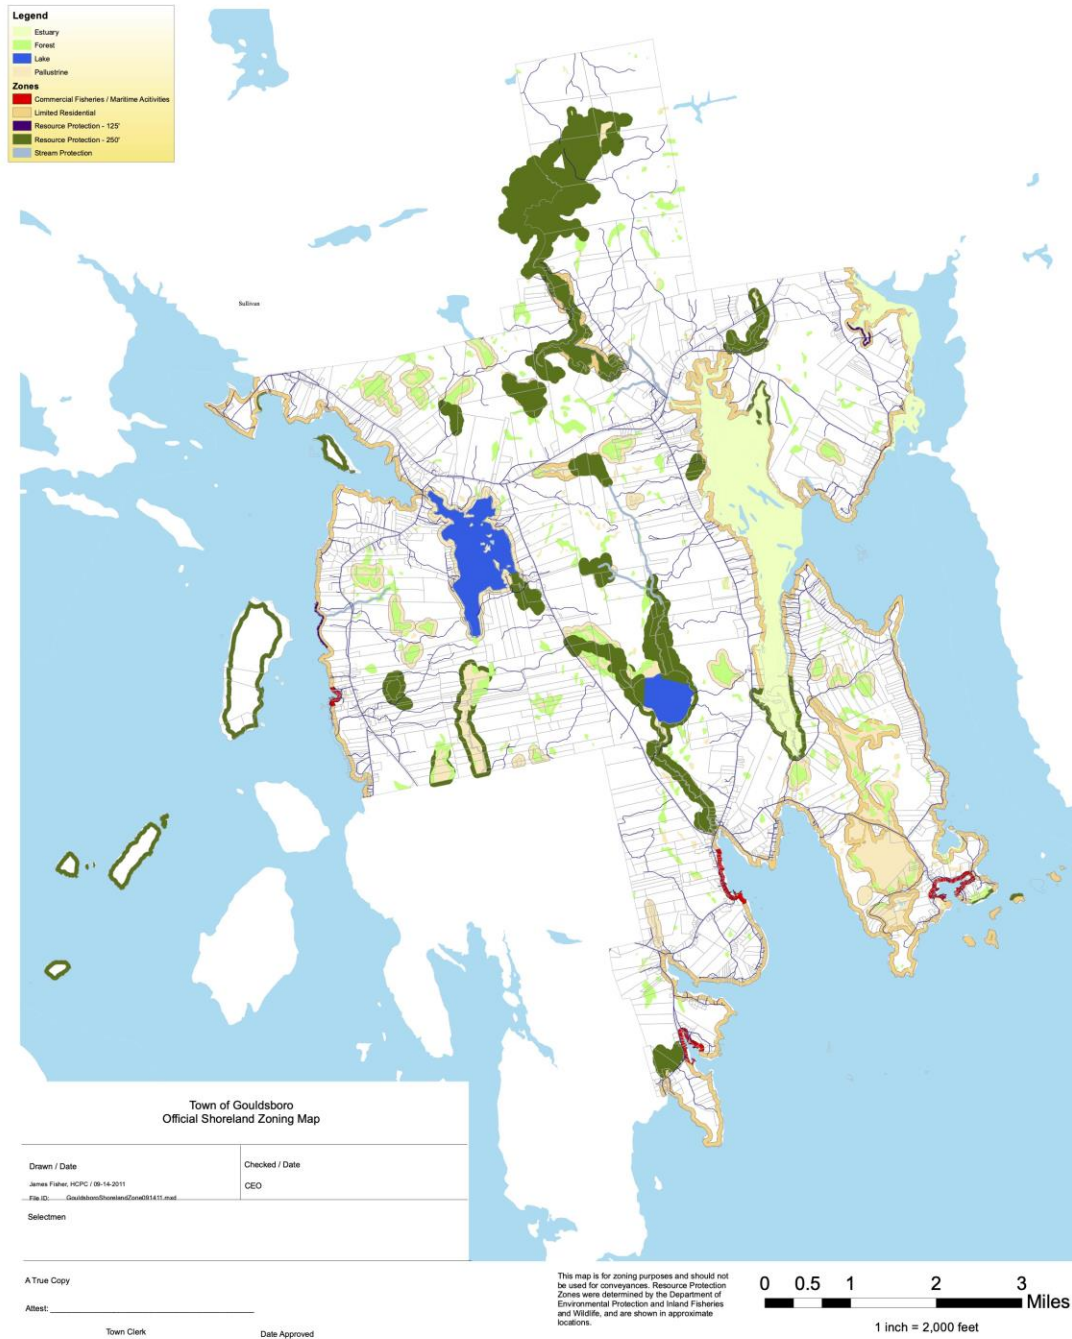 Legend
Estuary
Forest
Lake
Pallustrine
Zones
Commercial Fisheries / Maritime Acitivities
Limited Residential
Resource Protection - 125'
Resource Protection - 250'
Stream Protection
Sullivan
Town of Gouldsboro
Official Shoreland Zoning Map
Drawn / Date
Checked / Date
James Fisher, HCPC / 09-14-2011
CEO
File ID: GouldsboroShorelandZone091411.mxd
Selectmen
A True Copy
Attest:
Town Clerk
Date Approved
This map is for zoning purposes and should not
be used for conveyances. Resource Protection
Zones were determined by the Department of
Environmental Protection and Inland Fisheries
and Wildlife, and are shown in approximate
locations.
0 0.5 1 2 3
Miles
1 inch = 2,000 feet